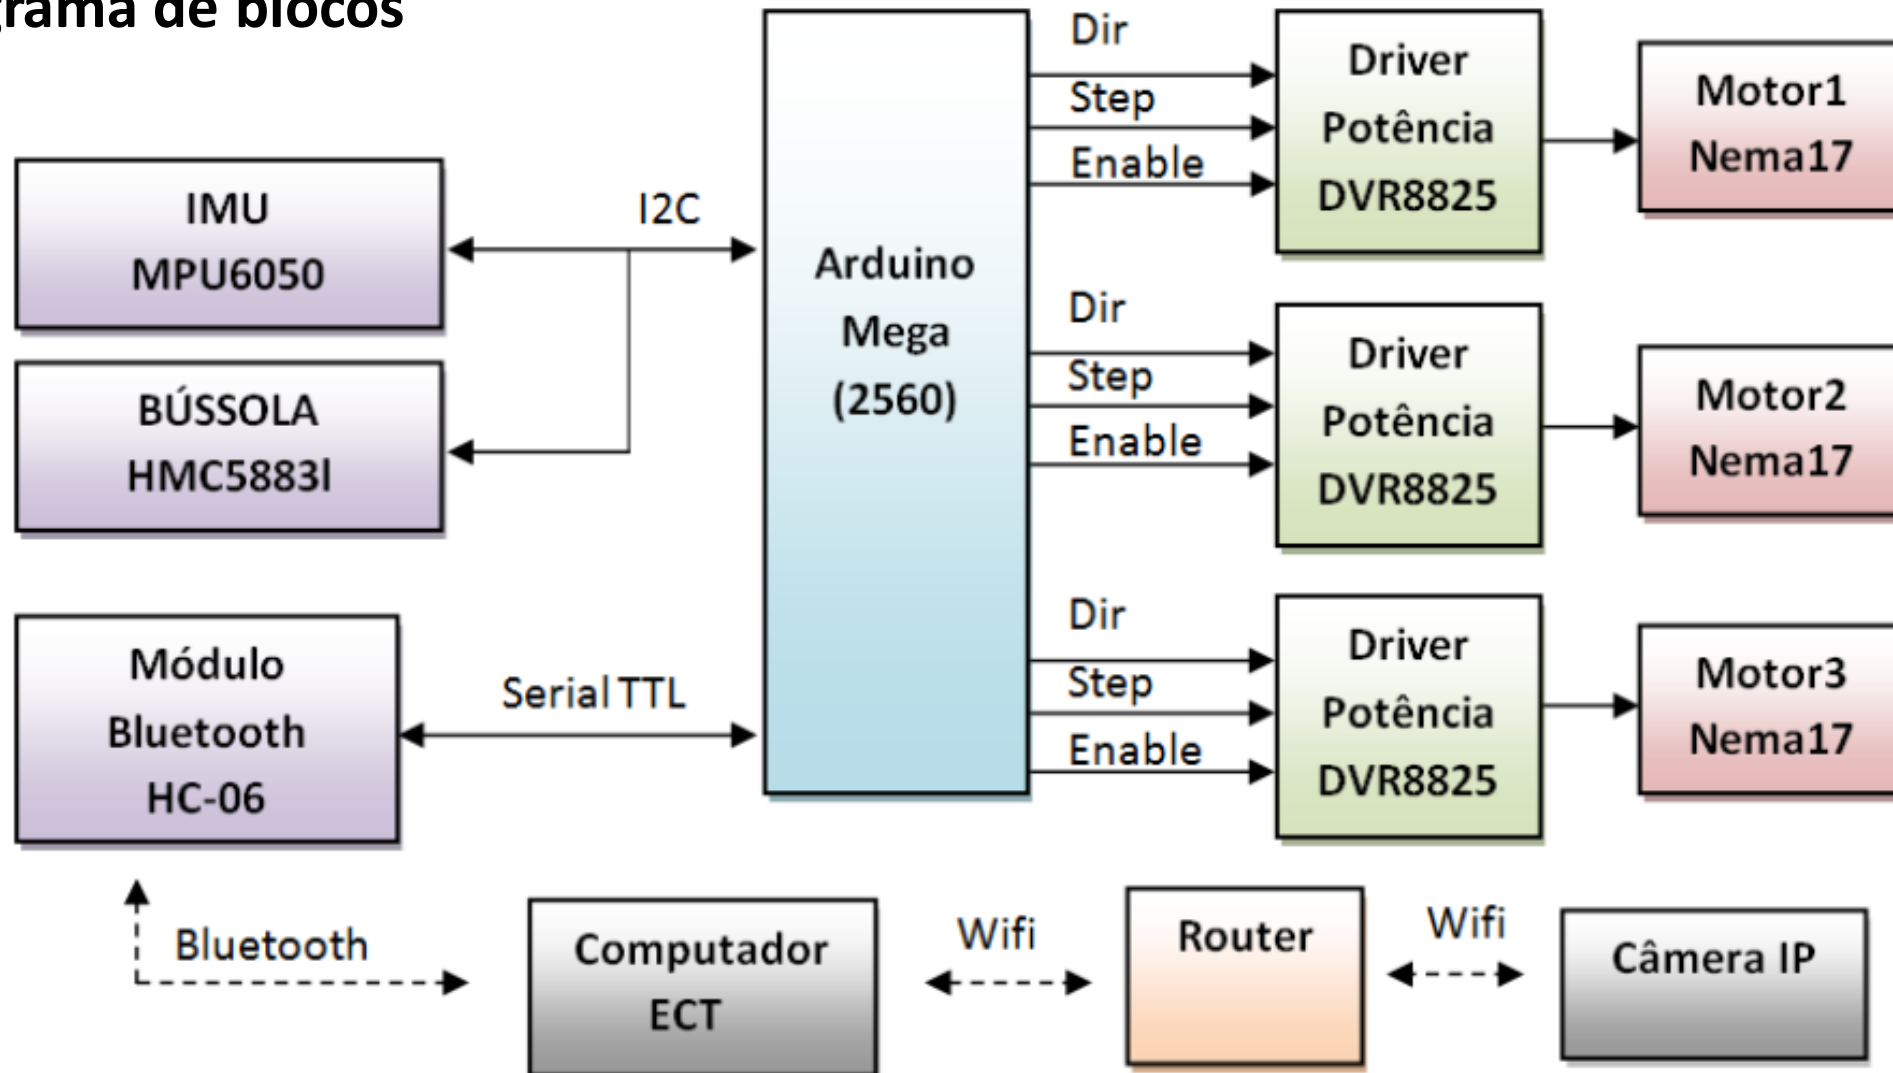 grama de blocos
IMU
MPU6050
BÚSSOLA
HMC5883l
Módulo
Bluetooth
HC-06
I2C
Serial TTL
Bluetooth
Arduino
Mega
(2560)
Dir
Step
Enable
Driver
Potência
DVR8825
Motor1
Nema17
Dir
Step
Enable
Driver
Potência
DVR8825
Motor2
Nema17
Dir
Step
Enable
Driver
Potência
DVR8825
Motor3
Nema17
Computador
ECT
Wifi
Router
Wifi
Câmera IP